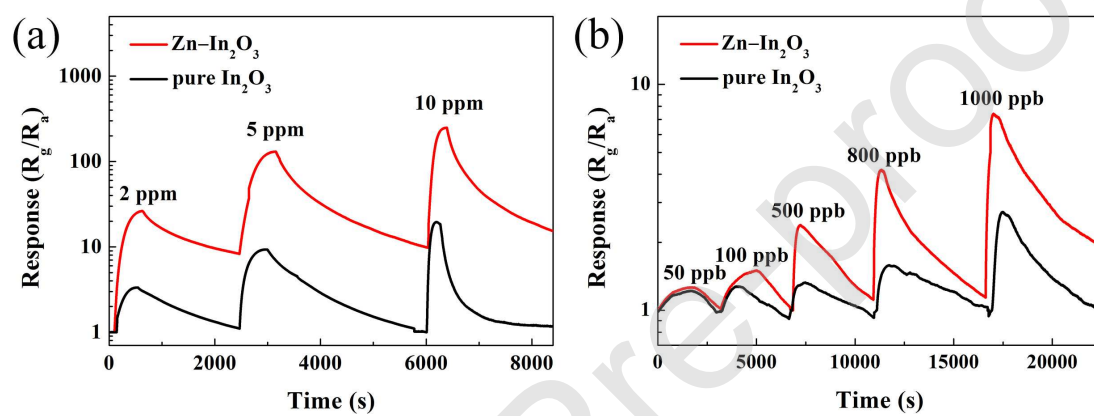 (a)
Zn–In₂O₃
pure In₂O₃
2 ppm
5 ppm
10 ppm
1000
100
10
1
Response (Rg/Ra)
0 2000 4000 6000 8000
Time (s)
(b)
Zn–In₂O₃
pure In₂O₃
50 ppb
100 ppb
500 ppb
800 ppb
1000 ppb
10
1
Response (Rg/Ra)
0 5000 10000 15000 20000
Time (s)
Pre-proo